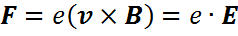 F = e(v × B) = e · E